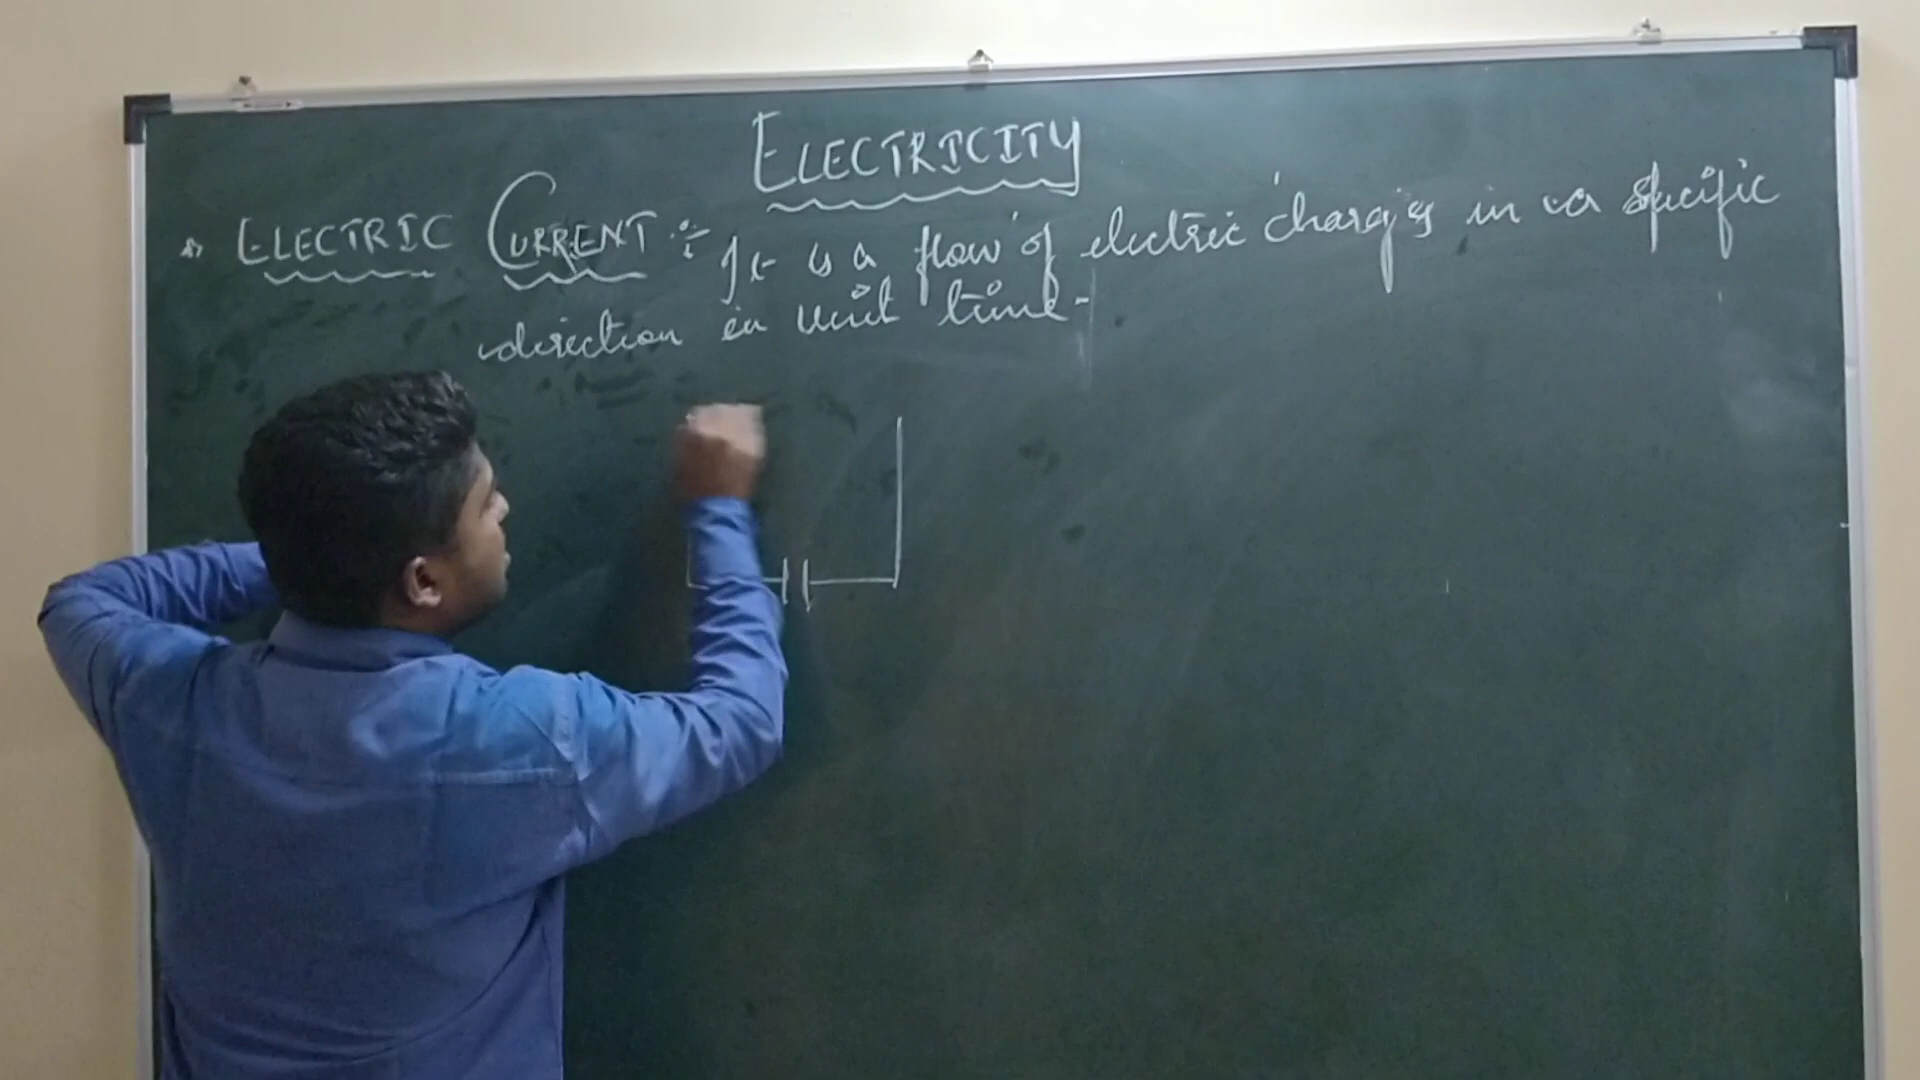 ELECTRICITY
ELECTRIC CURRENT :- It is a flow of electric charges in a specific
direction in unit time.